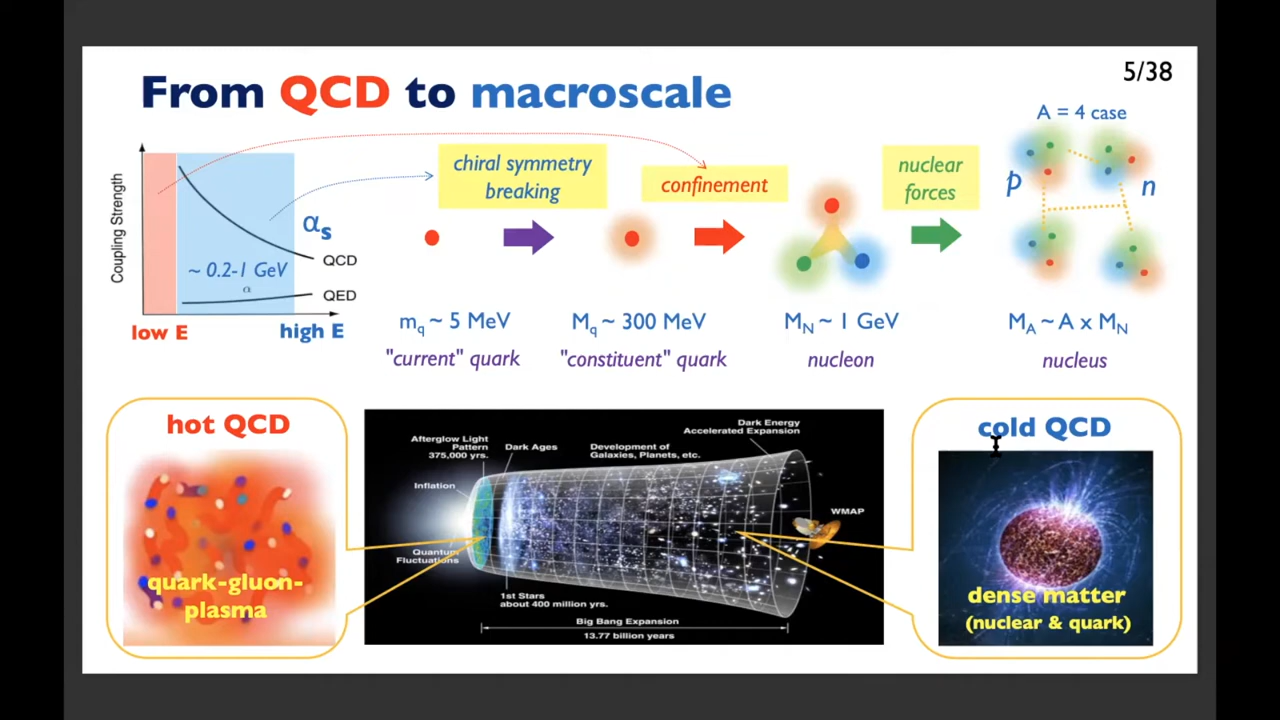 5/38
From QCD to macroscale
A = 4 case
Coupling Strength
αs
~ 0.2-1 GeV
α
QCD
QED
low E
high E
chiral symmetry
breaking
confinement
nuclear
forces
p
n
mq ~ 5 MeV
"current" quark
Mq ~ 300 MeV
"constituent" quark
MN ~ 1 GeV
nucleon
MA ~ A x MN
nucleus
hot QCD
quark-gluon-
plasma
Afterglow Light
Pattern
375,000 yrs.
Dark Ages
Development of
Galaxies, Planets, etc.
Dark Energy
Accelerated Expansion
Inflation
WMAP
Quantum
Fluctuations
1st Stars
about 400 million yrs.
Big Bang Expansion
13.77 billion years
cold QCD
dense matter
(nuclear & quark)